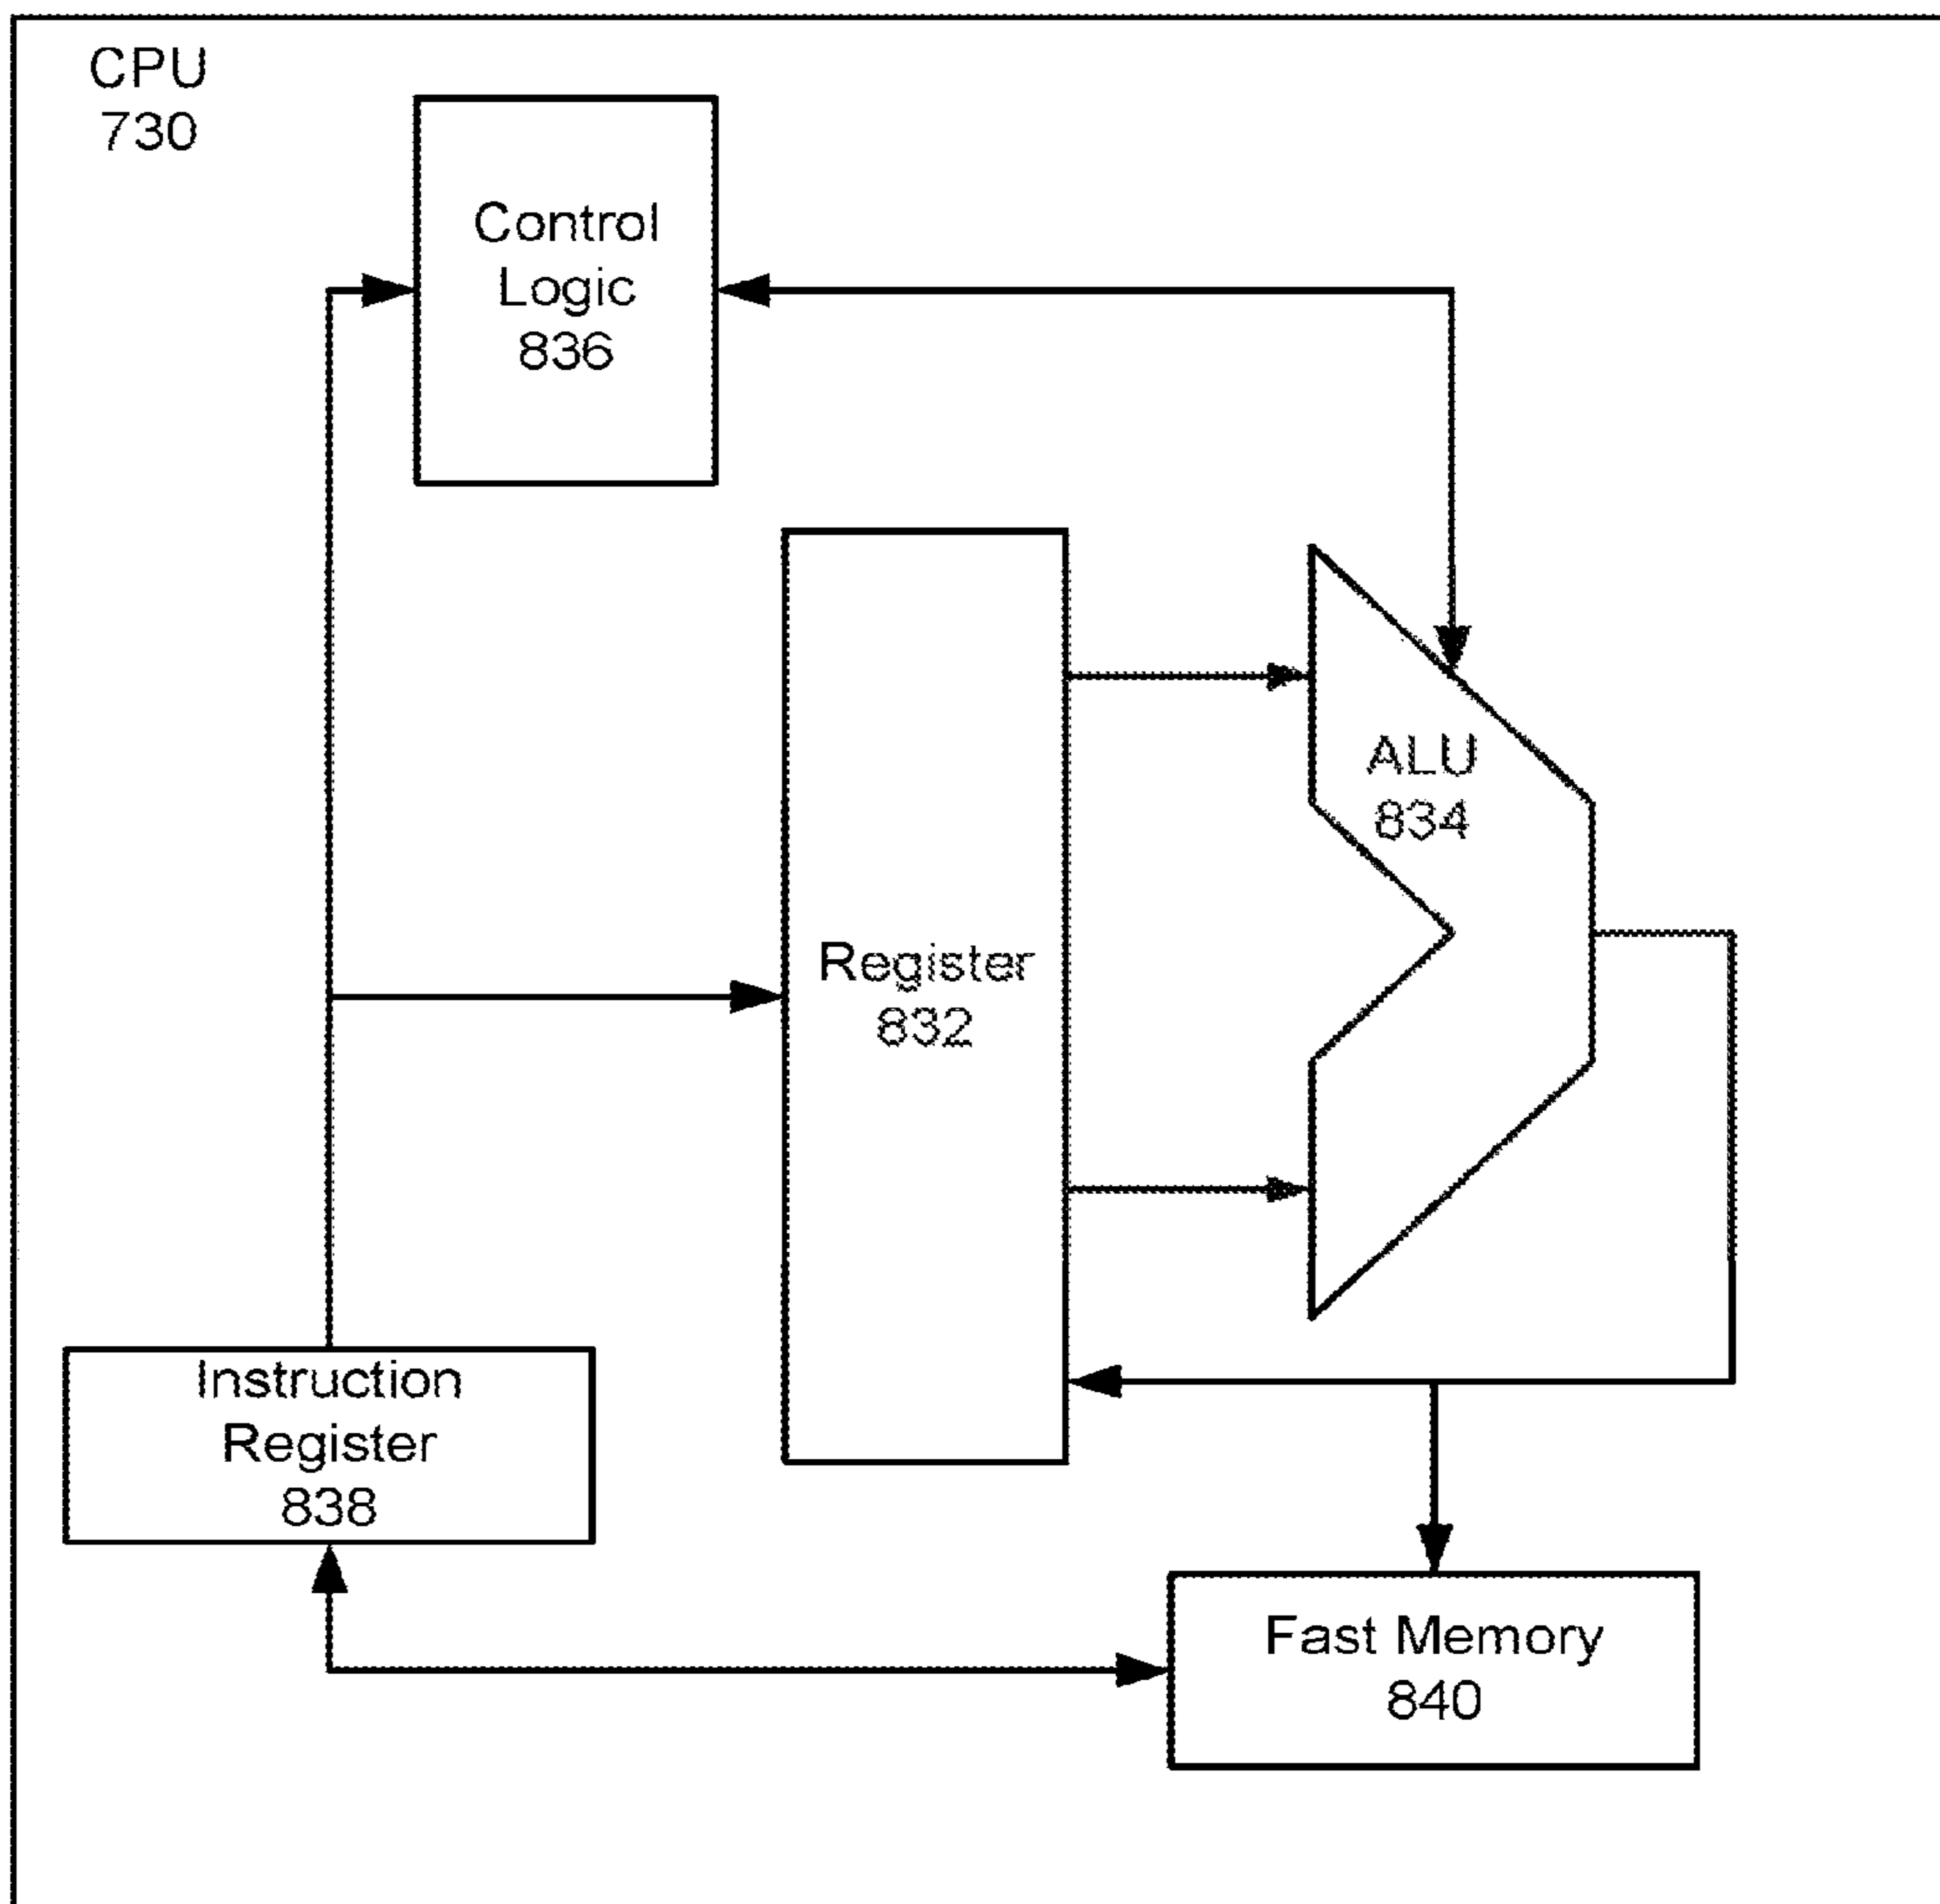 CPU
730
Control
Logic
836
ALU
834
Register
832
Instruction
Register
838
Fast Memory
840